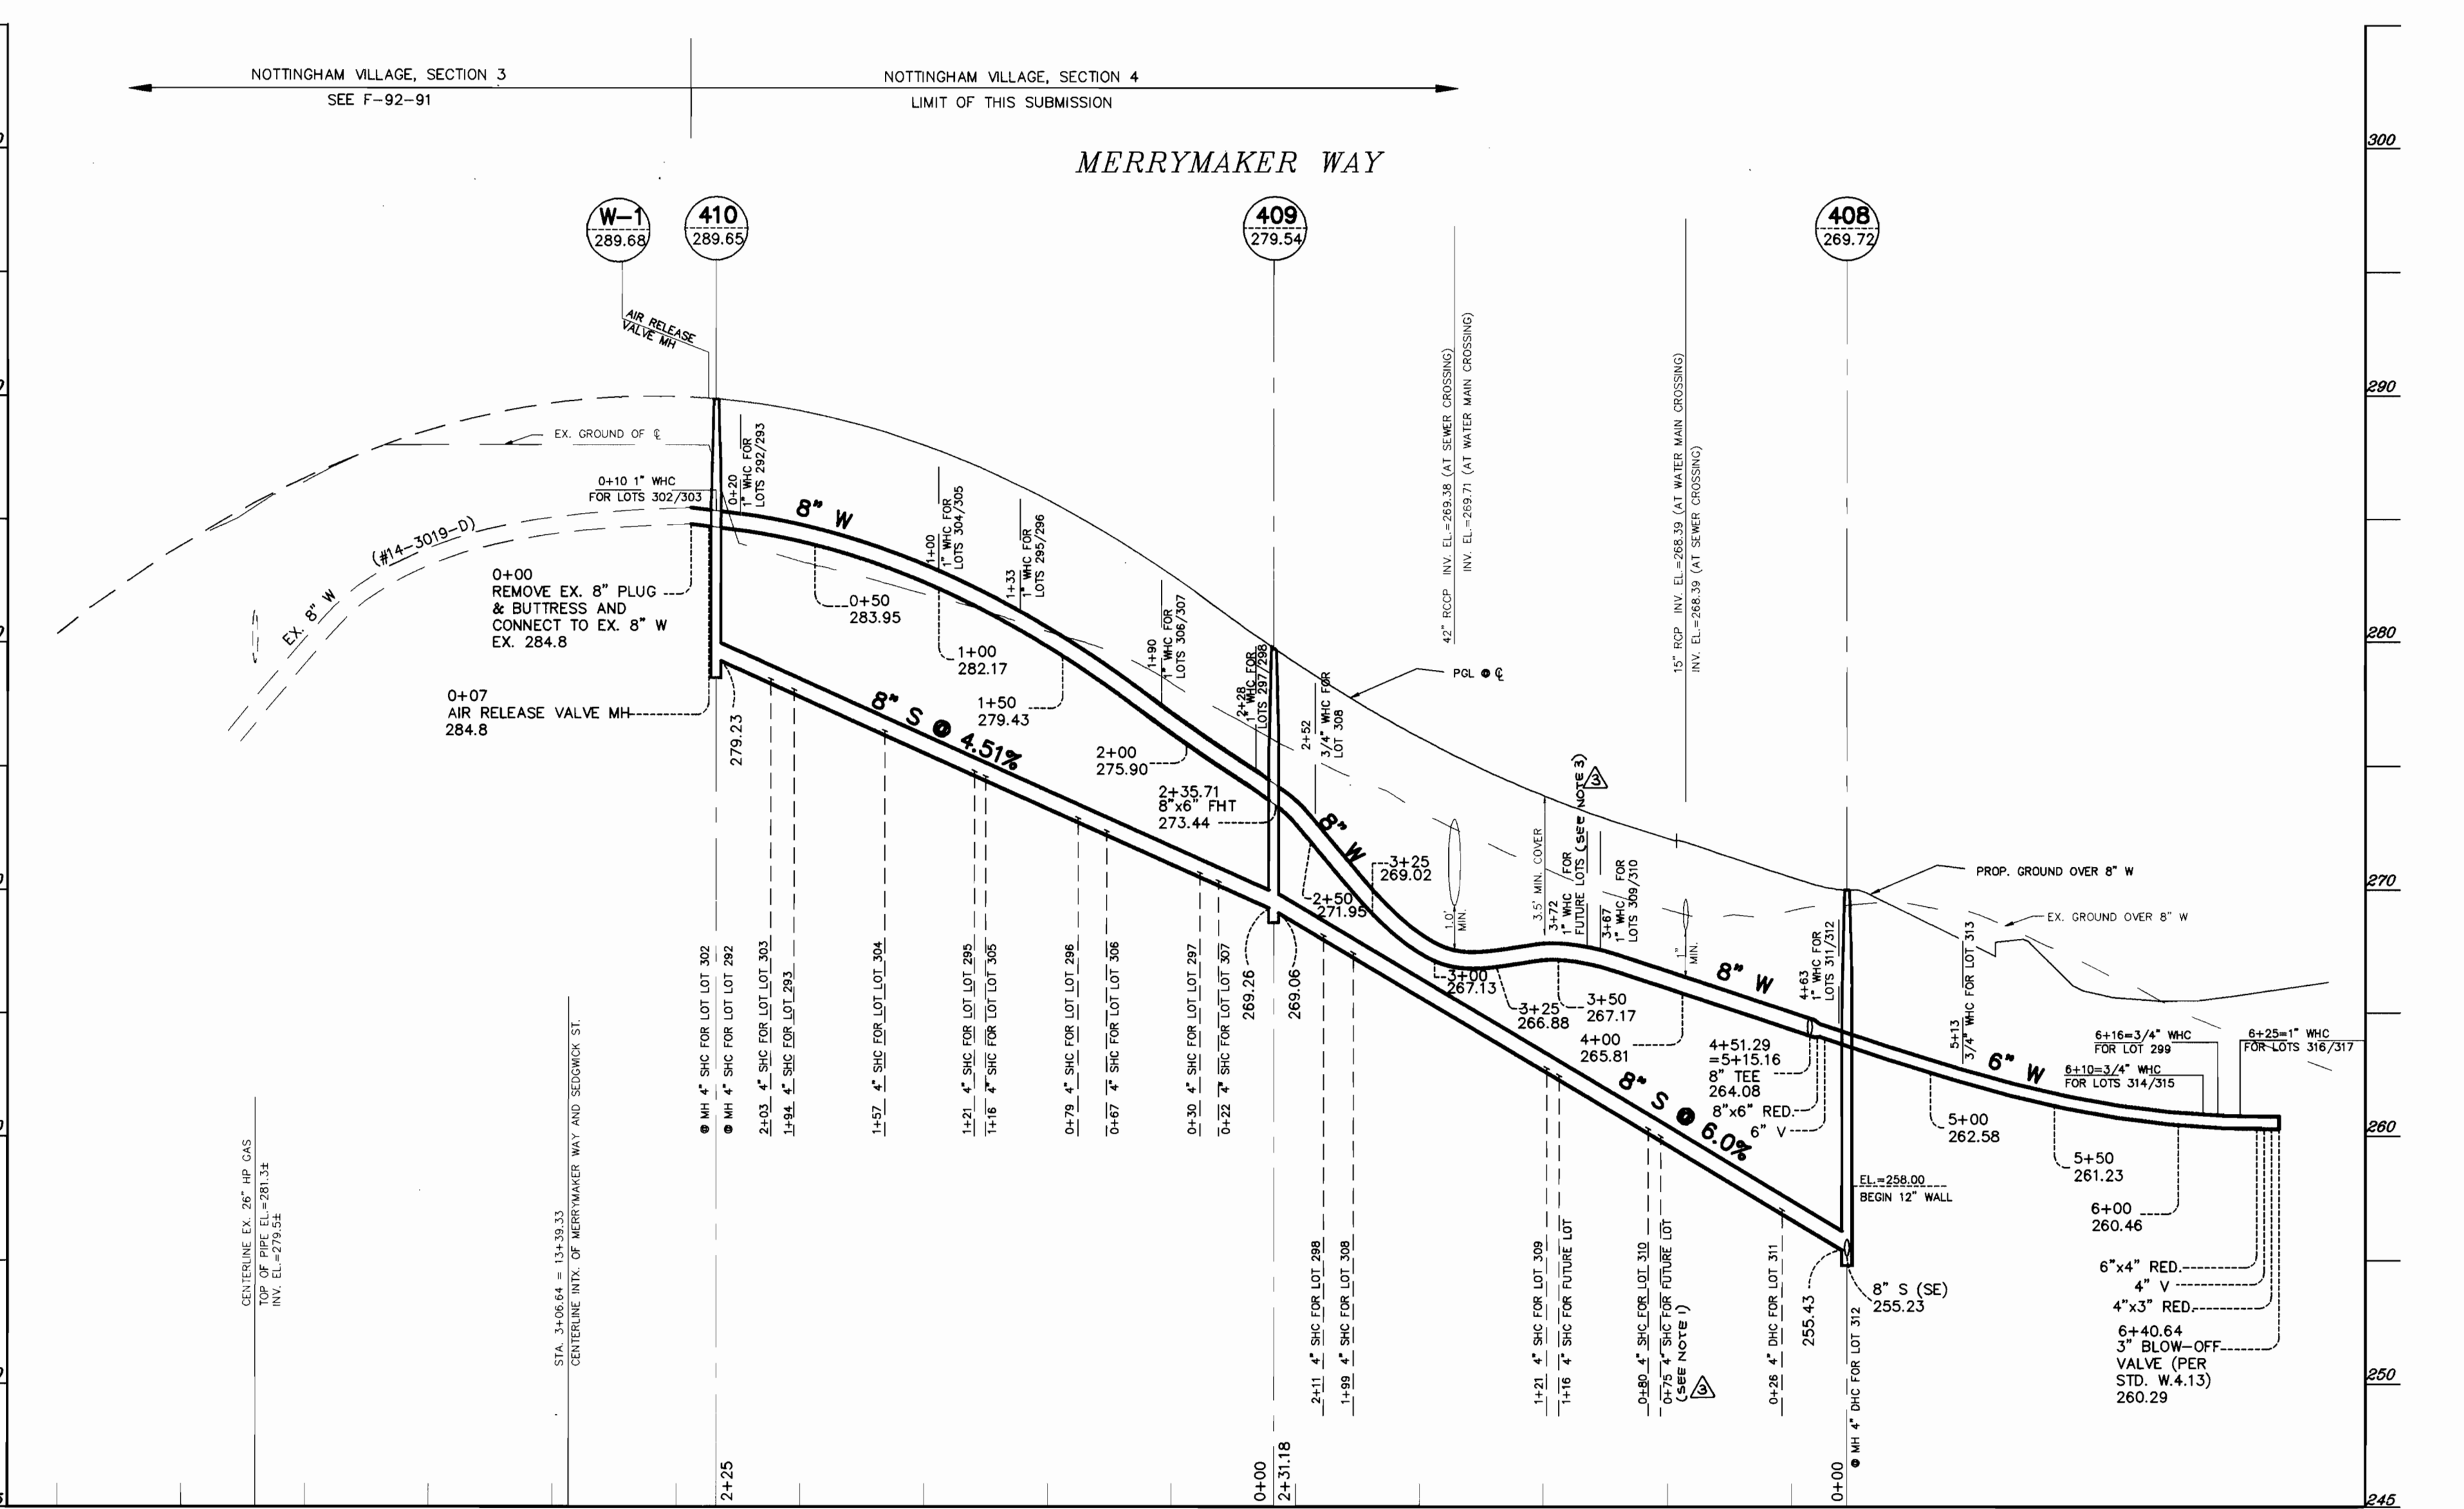 NOTTINGHAM VILLAGE, SECTION 3
SEE F-92-91
NOTTINGHAM VILLAGE, SECTION 4
LIMIT OF THIS SUBMISSION
MERRYMAKER WAY
W-1
289.68
410
289.65
409
279.54
408
269.72
300
290
280
270
260
250
245
AIR RELEASE
VALVE MH
EX. GROUND OF ℄
0+10 1" WHC
FOR LOTS 302/303
0+20
1" WHC FOR
LOTS 292/293
8" W
1+00
1" WHC FOR
LOTS 304/305
1+33
1" WHC FOR
LOTS 295/296
1+90
1" WHC FOR
LOTS 306/307
2+28
1" WHC FOR
LOTS 297/298
2+52
3/4" WHC FOR
LOT 308
42" RCCP INV. EL.=269.38 (AT SEWER CROSSING)
INV. EL.=269.71 (AT WATER MAIN CROSSING)
15" RCP INV. EL.=268.39 (AT WATER MAIN CROSSING)
INV. EL.=268.39 (AT SEWER CROSSING)
PGL @ ℄
(#14-3019-D)
EX. 8" W
0+00
REMOVE EX. 8" PLUG
& BUTTRESS AND
CONNECT TO EX. 8" W
EX. 284.8
0+07
AIR RELEASE VALVE MH
284.8
279.23
0+50
283.95
1+00
282.17
1+50
279.43
2+00
275.90
2+35.71
8"x6" FHT
273.44
8" S @ 4.51%
8" W
2+50
271.95
3+25
269.02
1.0'
MIN.
3.5' MIN. COVER
3+72
1" WHC FOR
FUTURE LOTS (SEE NOTE 3)
3
3+67
1" WHC FOR
LOTS 309/310
1"
MIN.
3+00
267.13
3+25
266.88
3+50
267.17
4+00
265.81
8" W
4+63
1" WHC FOR
LOTS 311/312
4+51.29
=5+15.16
8" TEE
264.08
8"x6" RED.
6" V
8" S @ 6.0%
PROP. GROUND OVER 8" W
EX. GROUND OVER 8" W
5+13
3/4" WHC FOR LOT 313
6" W
6+16=3/4" WHC
FOR LOT 299
6+10=3/4" WHC
FOR LOTS 314/315
6+25=1" WHC
FOR LOTS 316/317
5+00
262.58
5+50
261.23
6+00
260.46
6"x4" RED.
4" V
4"x3" RED.
6+40.64
3" BLOW-OFF
VALVE (PER
STD. W.4.13)
260.29
EL.=258.00
BEGIN 12" WALL
8" S (SE)
255.23
255.43
269.26
269.06
@ MH 4" SHC FOR LOT LOT 302
@ MH 4" SHC FOR LOT LOT 292
2+03 4" SHC FOR LOT LOT 303
1+94 4" SHC FOR LOT LOT 293
1+57 4" SHC FOR LOT LOT 304
1+21 4" SHC FOR LOT LOT 295
1+16 4" SHC FOR LOT LOT 305
0+79 4" SHC FOR LOT LOT 296
0+67 4" SHC FOR LOT LOT 306
0+30 4" SHC FOR LOT LOT 297
0+22 4" SHC FOR LOT LOT 307
2+11 4" SHC FOR LOT 298
1+99 4" SHC FOR LOT 308
1+21 4" SHC FOR LOT 309
1+16 4" SHC FOR FUTURE LOT
0+80 4" SHC FOR LOT 310
0+75 4" SHC FOR FUTURE LOT
(SEE NOTE 1)
3
0+26 4" DHC FOR LOT 311
@ MH 4" DHC FOR LOT 312
CENTERLINE EX. 26" HP GAS
TOP OF PIPE EL.=281.3±
INV. EL.=279.5±
STA. 3+06.64 = 13+39.33
CENTERLINE INTX. OF MERRYMAKER WAY AND SEDGWICK ST.
2+25
0+00
2+31.18
0+00